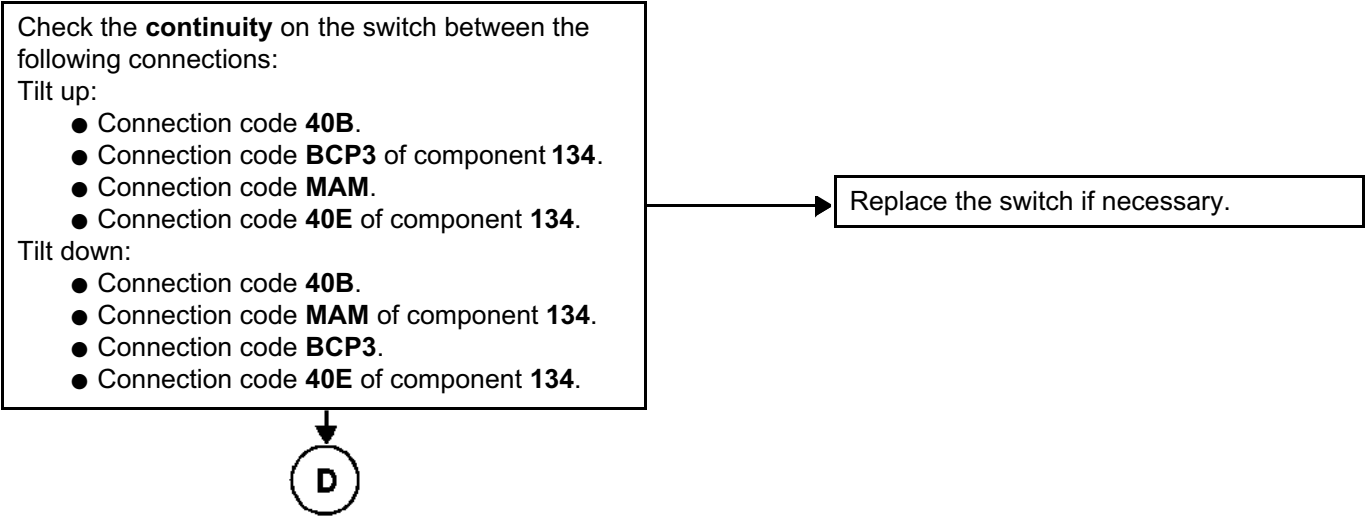 Check the continuity on the switch between the
following connections:
Tilt up:
● Connection code 40B.
● Connection code BCP3 of component 134.
● Connection code MAM.
● Connection code 40E of component 134.
Tilt down:
● Connection code 40B.
● Connection code MAM of component 134.
● Connection code BCP3.
● Connection code 40E of component 134.
Replace the switch if necessary.
D